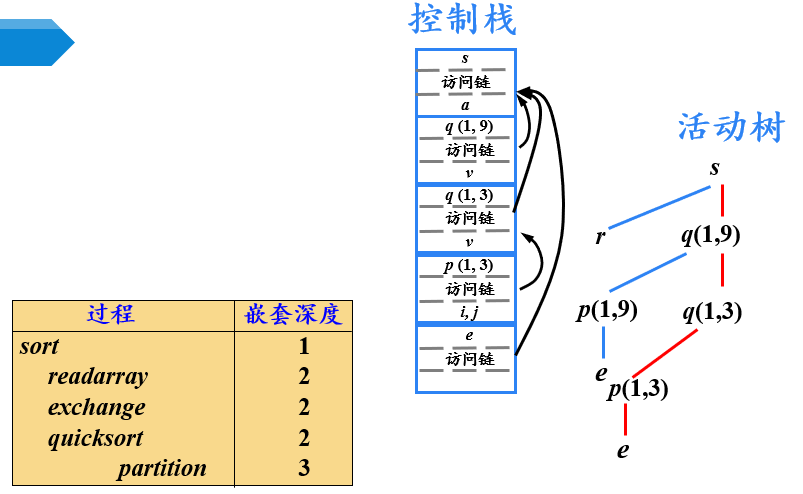 控制栈
s
访问链
a
q (1, 9)
访问链
v
q (1, 3)
访问链
v
p (1, 3)
访问链
i, j
e
访问链
活动树
s
r
q(1,9)
p(1,9)
q(1,3)
e
p(1,3)
e
过程 嵌套深度
sort 1
readarray 2
exchange 2
quicksort 2
partition 3